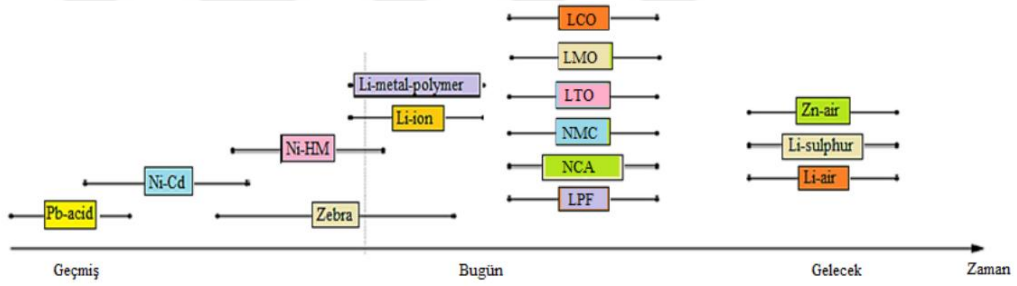 LCO
LMO
Li-metal-polymer
LTO
Li-ion
Zn-air
NMC
Ni-HM
Li-sulphur
NCA
Ni-Cd
Li-air
LPF
Pb-acid
Zebra
Geçmiş
Bugün
Gelecek
Zaman